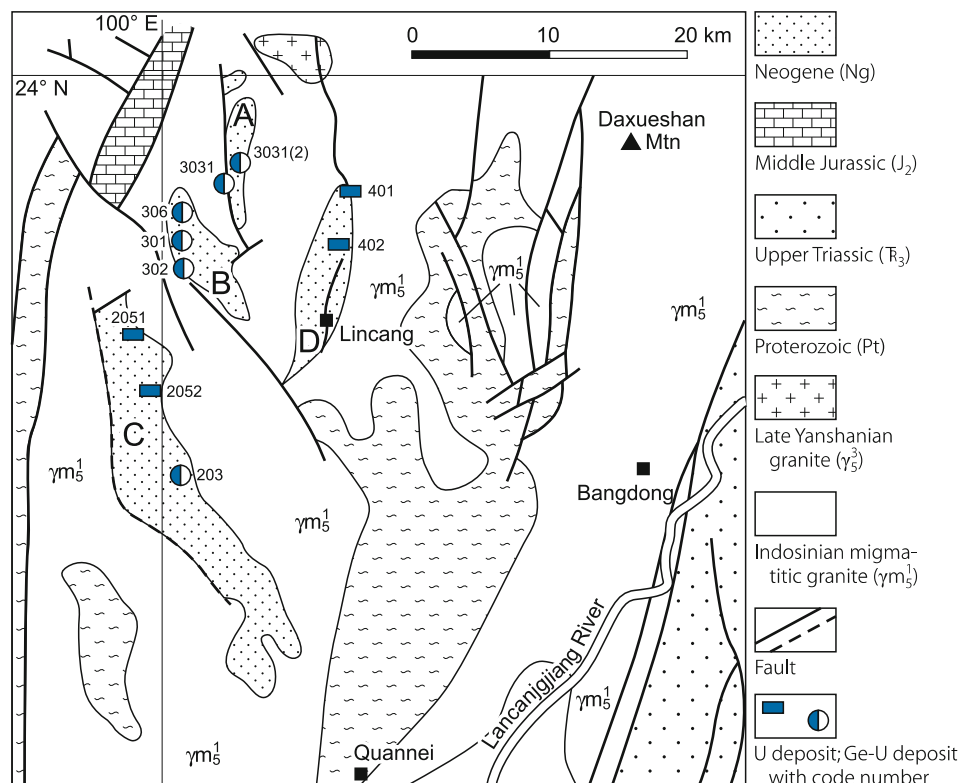 100° E
24° N
0 10 20 km
A
3031(2)
3031
306
301
302
B
401
402
D
Lincang
Daxueshan
Mtn
γm₅¹
γm₅¹
γm₅¹
2051
2052
C
203
γm₅¹
γm₅¹
Bangdong
Lancanigjiang River
γm₅¹
γm₅¹
Quannei
Neogene (Ng)
Middle Jurassic (J₂)
Upper Triassic (T̄R₃)
Proterozoic (Pt)
Late Yanshanian
granite (γ₅³)
Indosinian migma-
titic granite (γm₅¹)
Fault
U deposit; Ge-U deposit
with code number